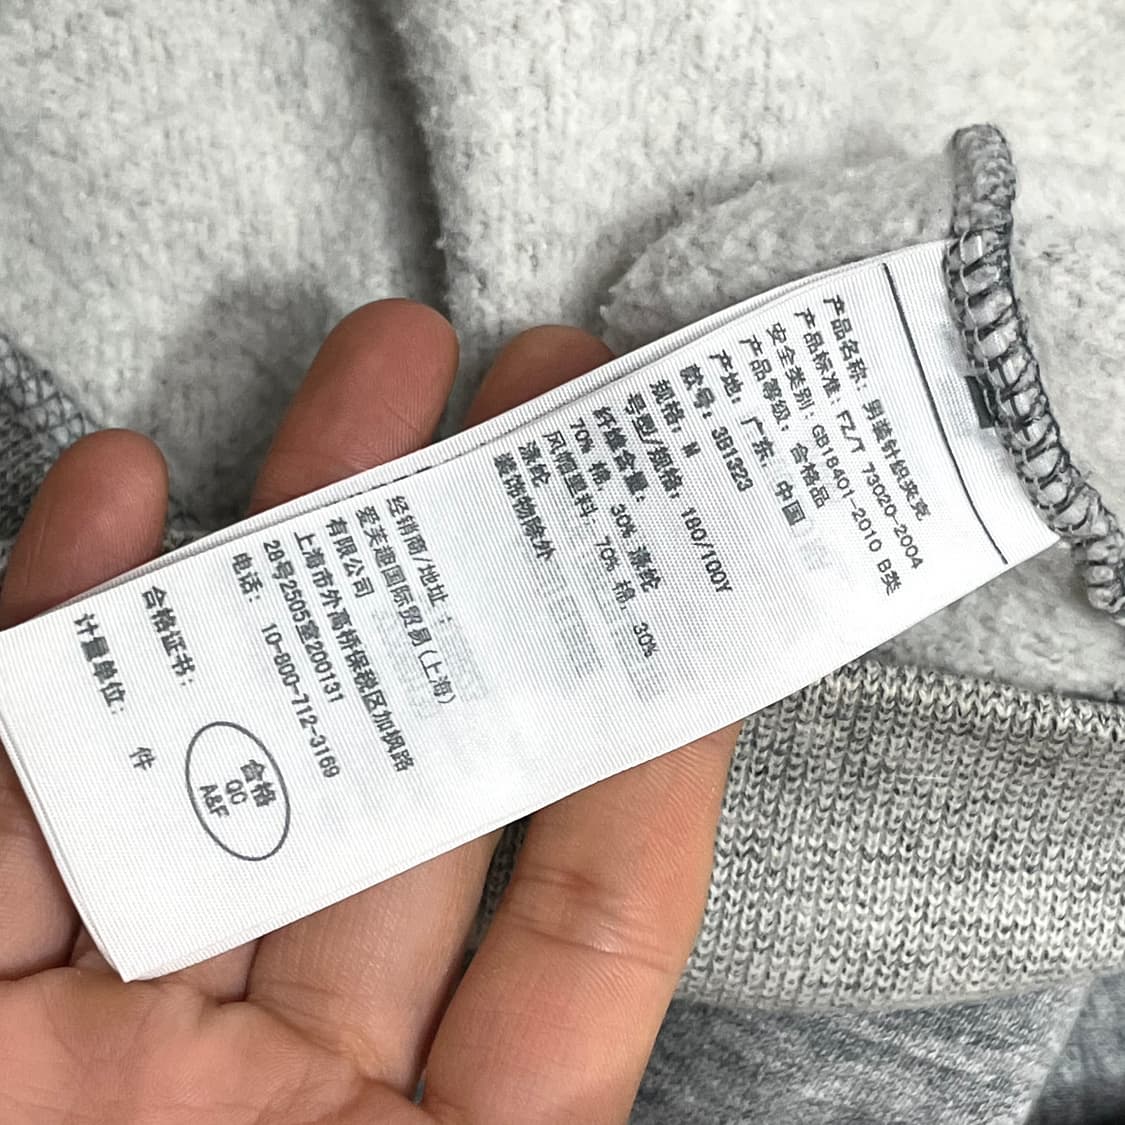 产品名称: 男装针织夹克
产品标准: FZ/T 73020-2004
安全类别: GB18401-2010 B类
产品等级: 合格品
产地: 广东, 中国
款号: 3B1323
规格: M
号型/规格: 180/100Y
纤维含量:
70% 棉, 30% 涤纶
风帽里料: 70% 棉, 30%
涤纶
装饰物除外
经销商/地址:
爱芙趣国际贸易(上海)
有限公司
上海市外高桥保税区加枫路
28号2505室200131
电话: 10-800-712-3169
合格证书:
合格
QC
A&F
计量单位: 件